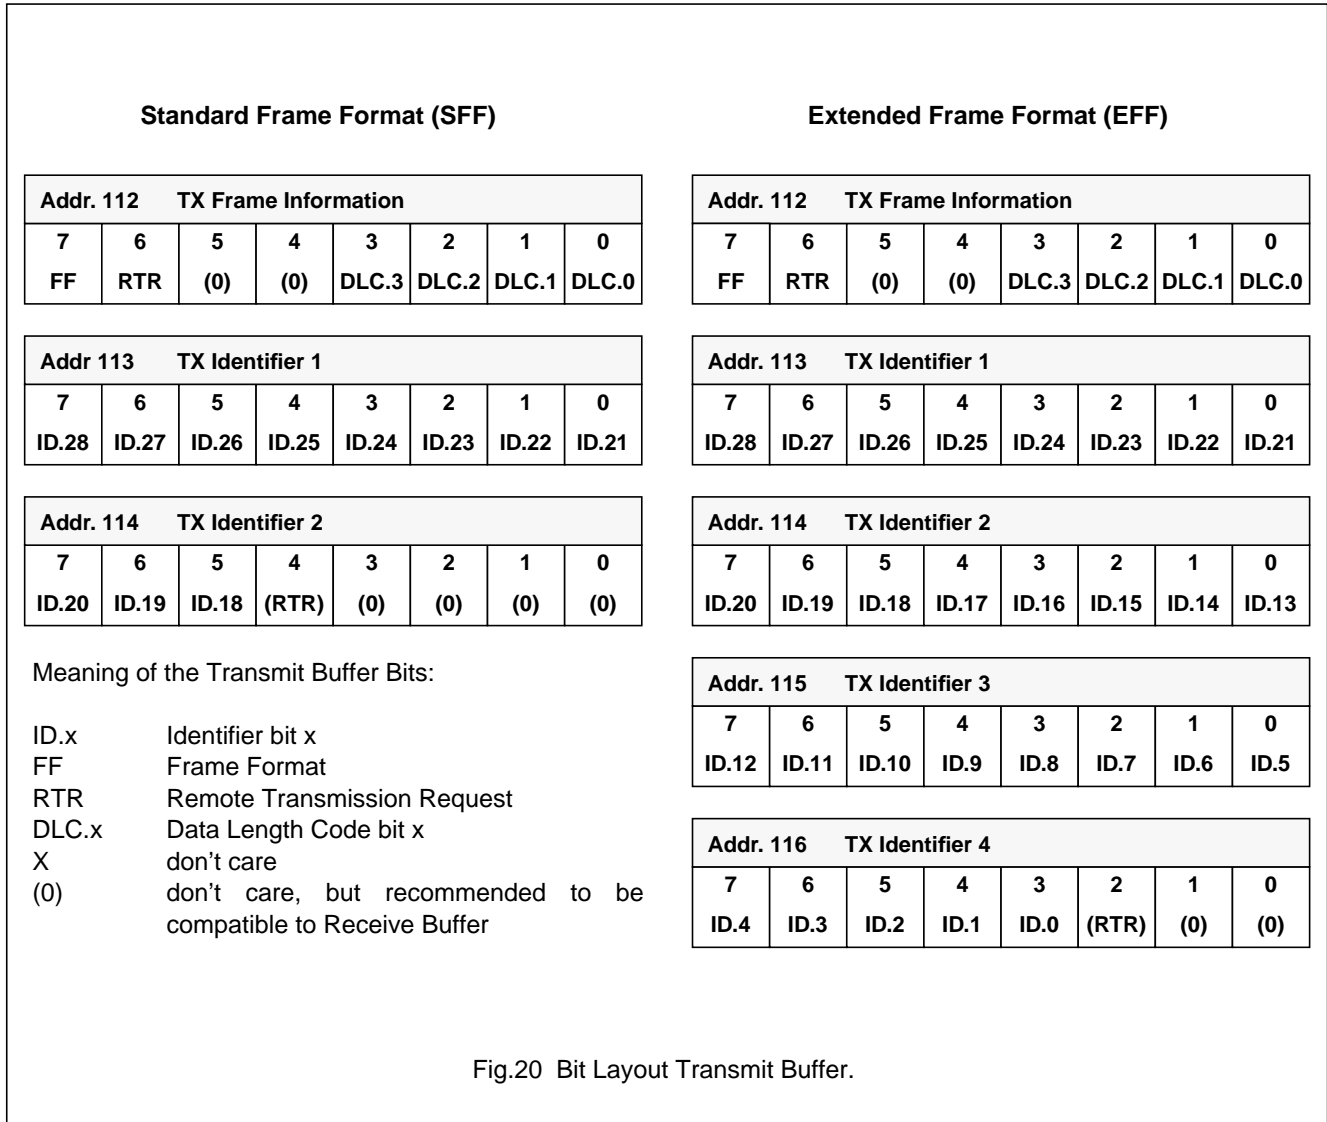 Standard Frame Format (SFF)
Addr. 112 TX Frame Information
7 6 5 4 3 2 1 0
FF RTR (0) (0) DLC.3 DLC.2 DLC.1 DLC.0
Addr 113 TX Identifier 1
7 6 5 4 3 2 1 0
ID.28 ID.27 ID.26 ID.25 ID.24 ID.23 ID.22 ID.21
Addr. 114 TX Identifier 2
7 6 5 4 3 2 1 0
ID.20 ID.19 ID.18 (RTR) (0) (0) (0) (0)
Meaning of the Transmit Buffer Bits:
ID.x Identifier bit x
FF Frame Format
RTR Remote Transmission Request
DLC.x Data Length Code bit x
X don't care
(0) don't care, but recommended to be
compatible to Receive Buffer
Extended Frame Format (EFF)
Addr. 112 TX Frame Information
7 6 5 4 3 2 1 0
FF RTR (0) (0) DLC.3 DLC.2 DLC.1 DLC.0
Addr. 113 TX Identifier 1
7 6 5 4 3 2 1 0
ID.28 ID.27 ID.26 ID.25 ID.24 ID.23 ID.22 ID.21
Addr. 114 TX Identifier 2
7 6 5 4 3 2 1 0
ID.20 ID.19 ID.18 ID.17 ID.16 ID.15 ID.14 ID.13
Addr. 115 TX Identifier 3
7 6 5 4 3 2 1 0
ID.12 ID.11 ID.10 ID.9 ID.8 ID.7 ID.6 ID.5
Addr. 116 TX Identifier 4
7 6 5 4 3 2 1 0
ID.4 ID.3 ID.2 ID.1 ID.0 (RTR) (0) (0)
Fig.20 Bit Layout Transmit Buffer.